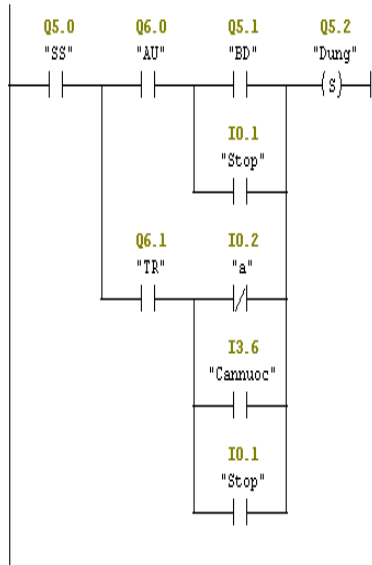 Q5.0 Q6.0 Q5.1 Q5.2
"SS" "AU" "BD" "Dung"
(S)
I0.1
"Stop"
Q6.1 I0.2
"TR" "a"
I3.6
"Cannuoc"
I0.1
"Stop"